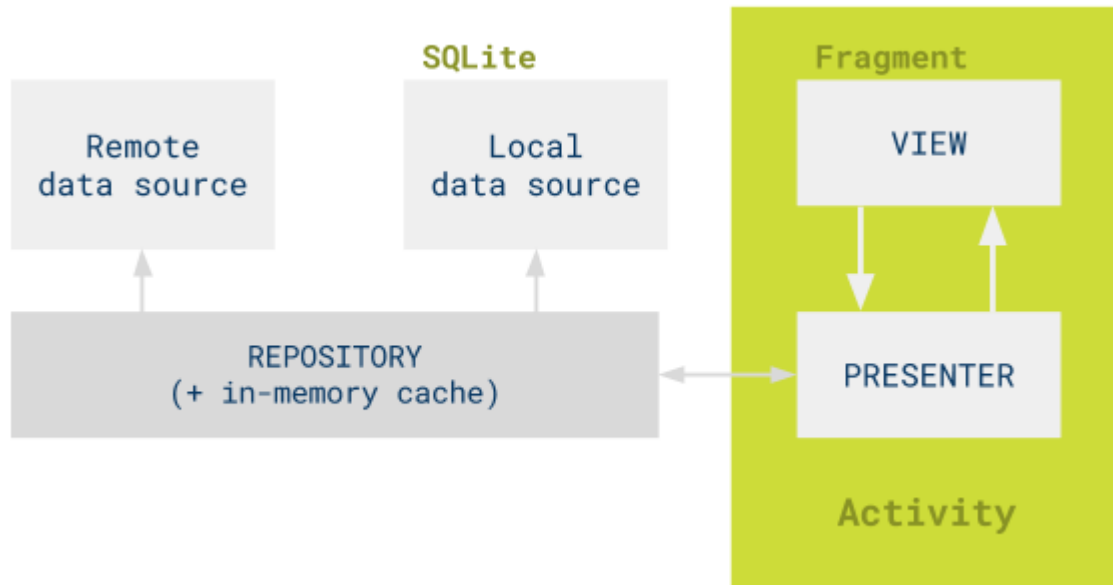 SQLite
Fragment
Remote
data source
Local
data source
VIEW
REPOSITORY
(+ in-memory cache)
PRESENTER
Activity